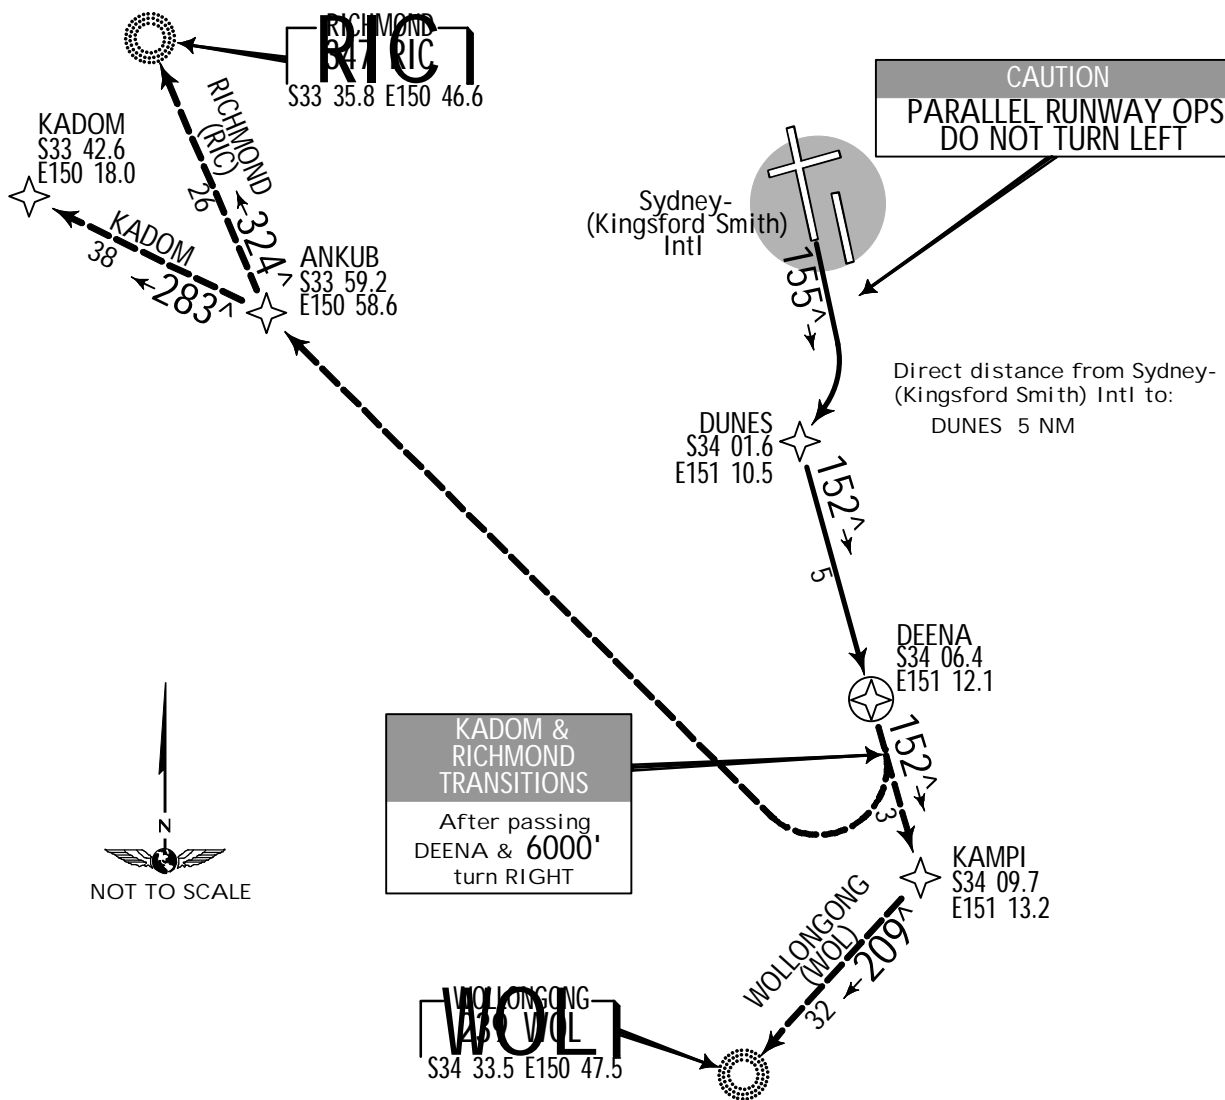 RICHMOND
347 RIC
RIC
S33 35.8 E150 46.6
CAUTION
PARALLEL RUNWAY OPS
DO NOT TURN LEFT
KADOM
S33 42.6
E150 18.0
RICHMOND
(RIC)
26
324^
KADOM
38
283^
ANKUB
S33 59.2
E150 58.6
Sydney-
(Kingsford Smith)
Intl
155^
Direct distance from Sydney-
(Kingsford Smith) Intl to:
DUNES 5 NM
DUNES
S34 01.6
E151 10.5
152^
5
DEENA
S34 06.4
E151 12.1
152^
3
KADOM &
RICHMOND
TRANSITIONS
After passing
DEENA & 6000'
turn RIGHT
N
NOT TO SCALE
KAMPI
S34 09.7
E151 13.2
WOLLONGONG
(WOL)
209^
32
WOLLONGONG
239 WOL
WOL
S34 33.5 E150 47.5